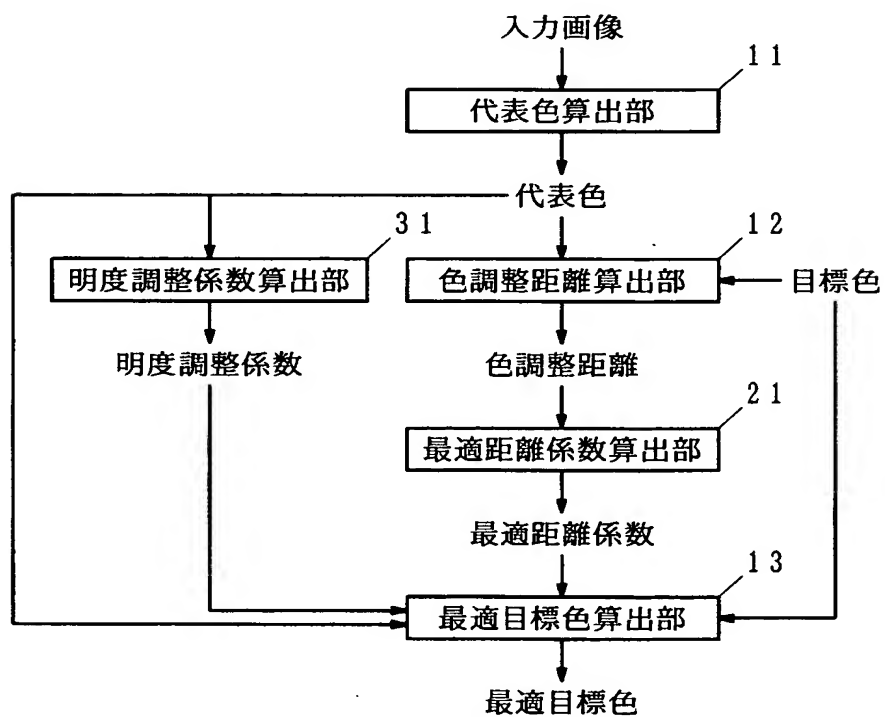 入力画像
11
代表色算出部
代表色
31
12
明度調整係数算出部
色調整距離算出部
目標色
明度調整係数
色調整距離
21
最適距離係数算出部
最適距離係数
13
最適目標色算出部
最適目標色